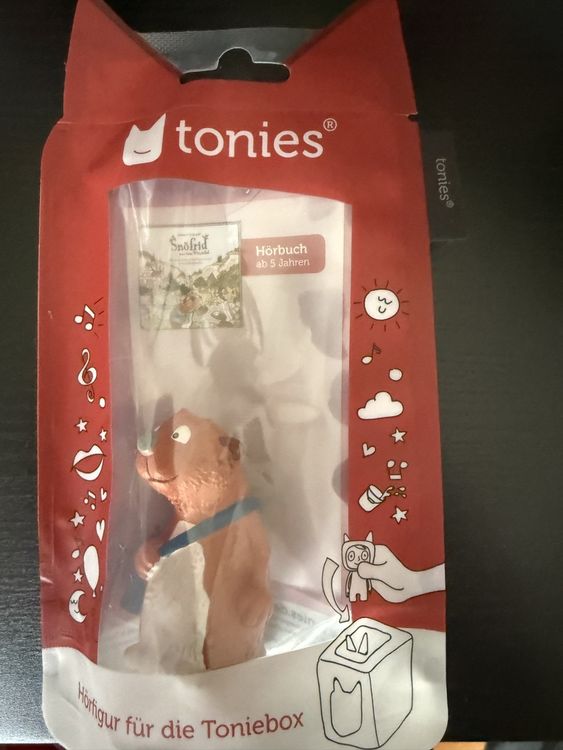 tonies®
tonies®
Snöfrid
Hörbuch
ab 5 Jahren
Hörfigur für die Toniebox